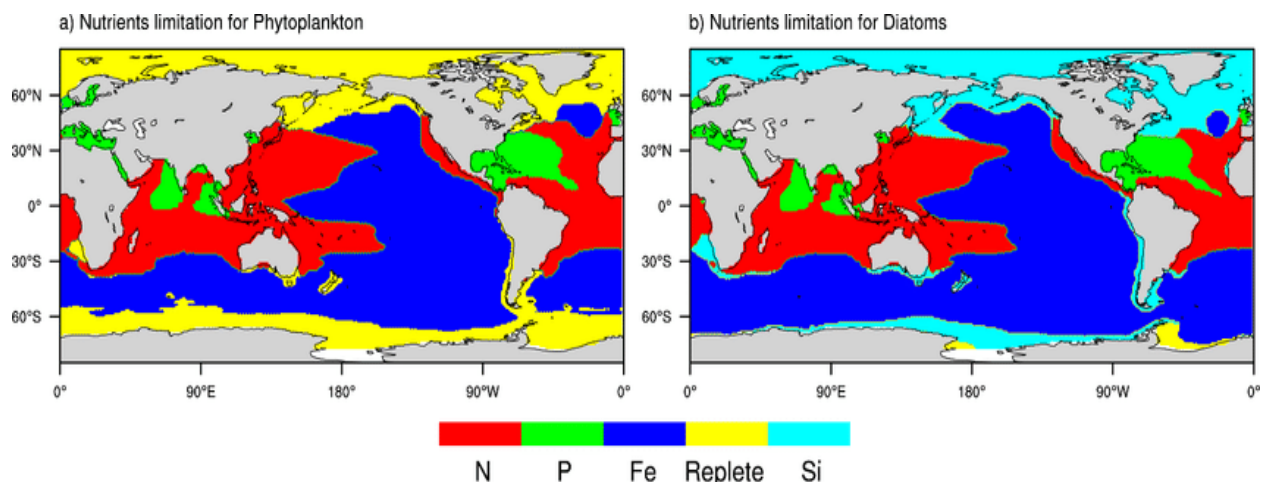 a) Nutrients limitation for Phytoplankton
60°N
30°N
0°
30°S
60°S
0° 90°E 180° 90°W 0°
b) Nutrients limitation for Diatoms
60°N
30°N
0°
30°S
60°S
0° 90°E 180° 90°W 0°
N P Fe Replete Si